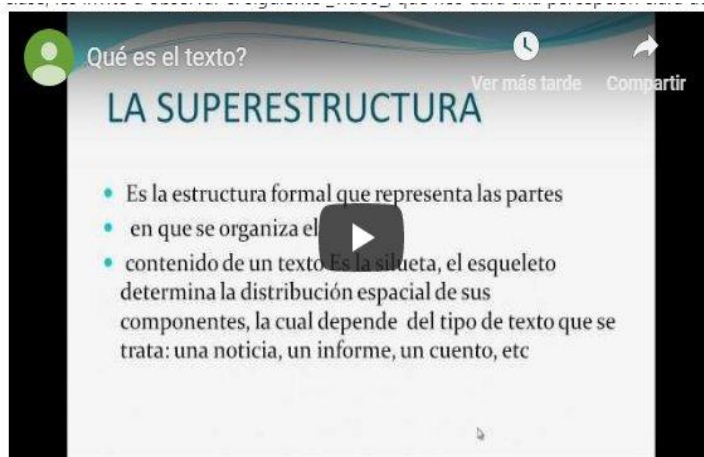 Qué es el texto?
Ver más tarde
Compartir
LA SUPERESTRUCTURA
• Es la estructura formal que representa las partes
• en que se organiza el
• contenido de un texto Es la silueta, el esqueleto
determina la distribución espacial de sus
componentes, la cual depende del tipo de texto que se
trata: una noticia, un informe, un cuento, etc